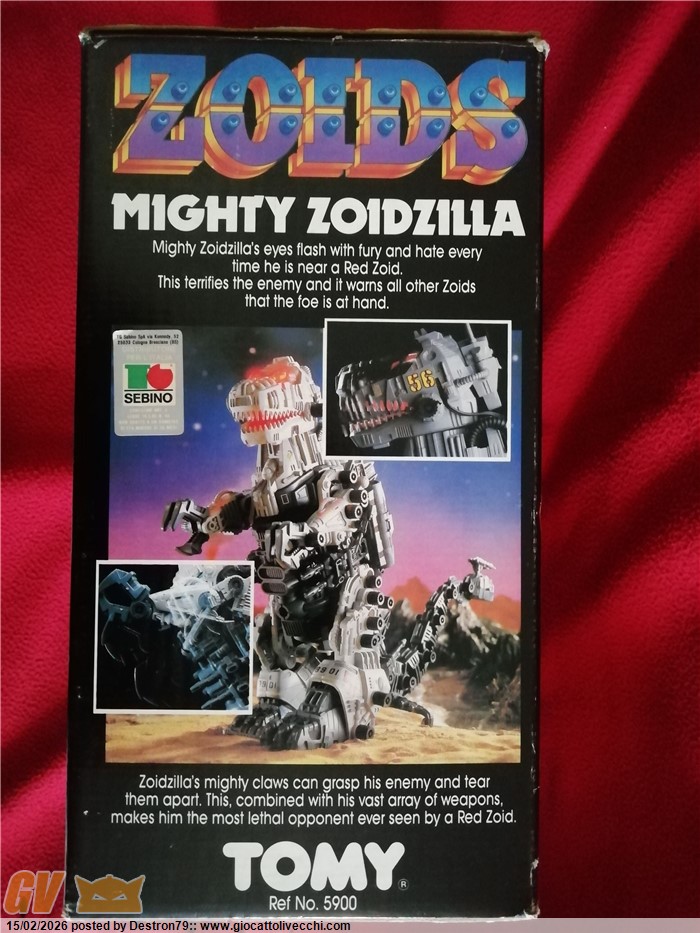 ZOIDS
MIGHTY ZOIDZILLA
Mighty Zoidzilla's eyes flash with fury and hate every
time he is near a Red Zoid.
This terrifies the enemy and it warns all other Zoids
that the foe is at hand.
SEBINO
56
1901
1901
Zoidzilla's mighty claws can grasp his enemy and tear
them apart. This, combined with his vast array of weapons,
makes him the most lethal opponent ever seen by a Red Zoid.
TOMY®
Ref No. 5900
GV
15/02/2026 posted by Destron79:: www.giocattolivecchi.com